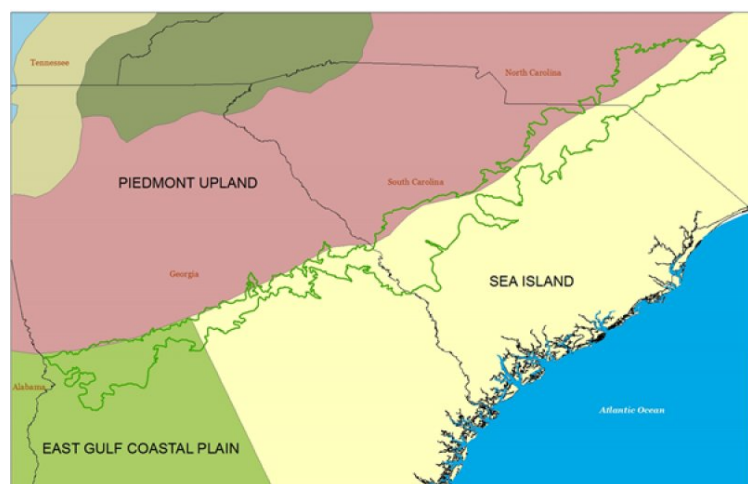 Tennessee
North Carolina
PIEDMONT UPLAND
South Carolina
Georgia
SEA ISLAND
Alabama
Atlantic Ocean
EAST GULF COASTAL PLAIN